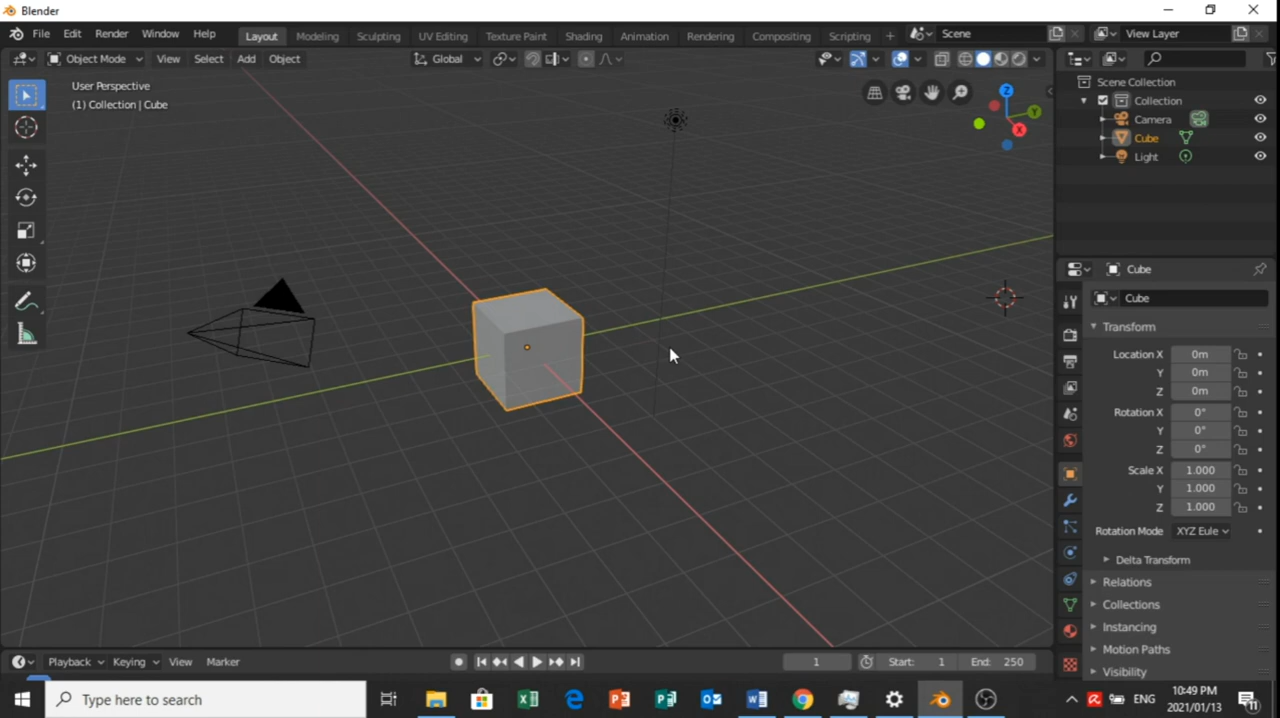 Blender
File Edit Render Window Help Layout Modeling Sculpting UV Editing Texture Paint Shading Animation Rendering Compositing Scripting + Scene View Layer
Object Mode View Select Add Object Global
User Perspective
(1) Collection | Cube
Z
Y
X
Scene Collection
Collection
Camera
Cube
Light
Cube
Cube
Transform
Location X 0m
Y 0m
Z 0m
Rotation X 0°
Y 0°
Z 0°
Scale X 1.000
Y 1.000
Z 1.000
Rotation Mode XYZ Eule
Delta Transform
Relations
Collections
Instancing
Motion Paths
Visibility
Playback Keying View Marker 1 Start: 1 End: 250
Type here to search
ENG
10:49 PM
2021/01/13
11